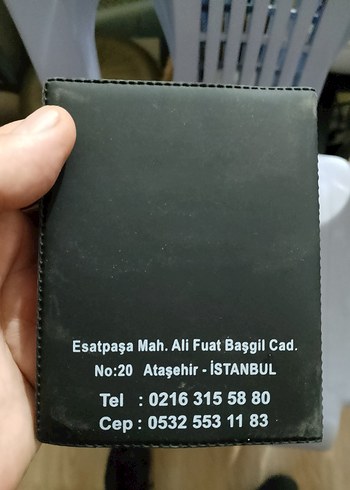 Esatpaşa Mah. Ali Fuat Başgil Cad.
No:20 Ataşehir - İSTANBUL
Tel : 0216 315 58 80
Cep : 0532 553 11 83